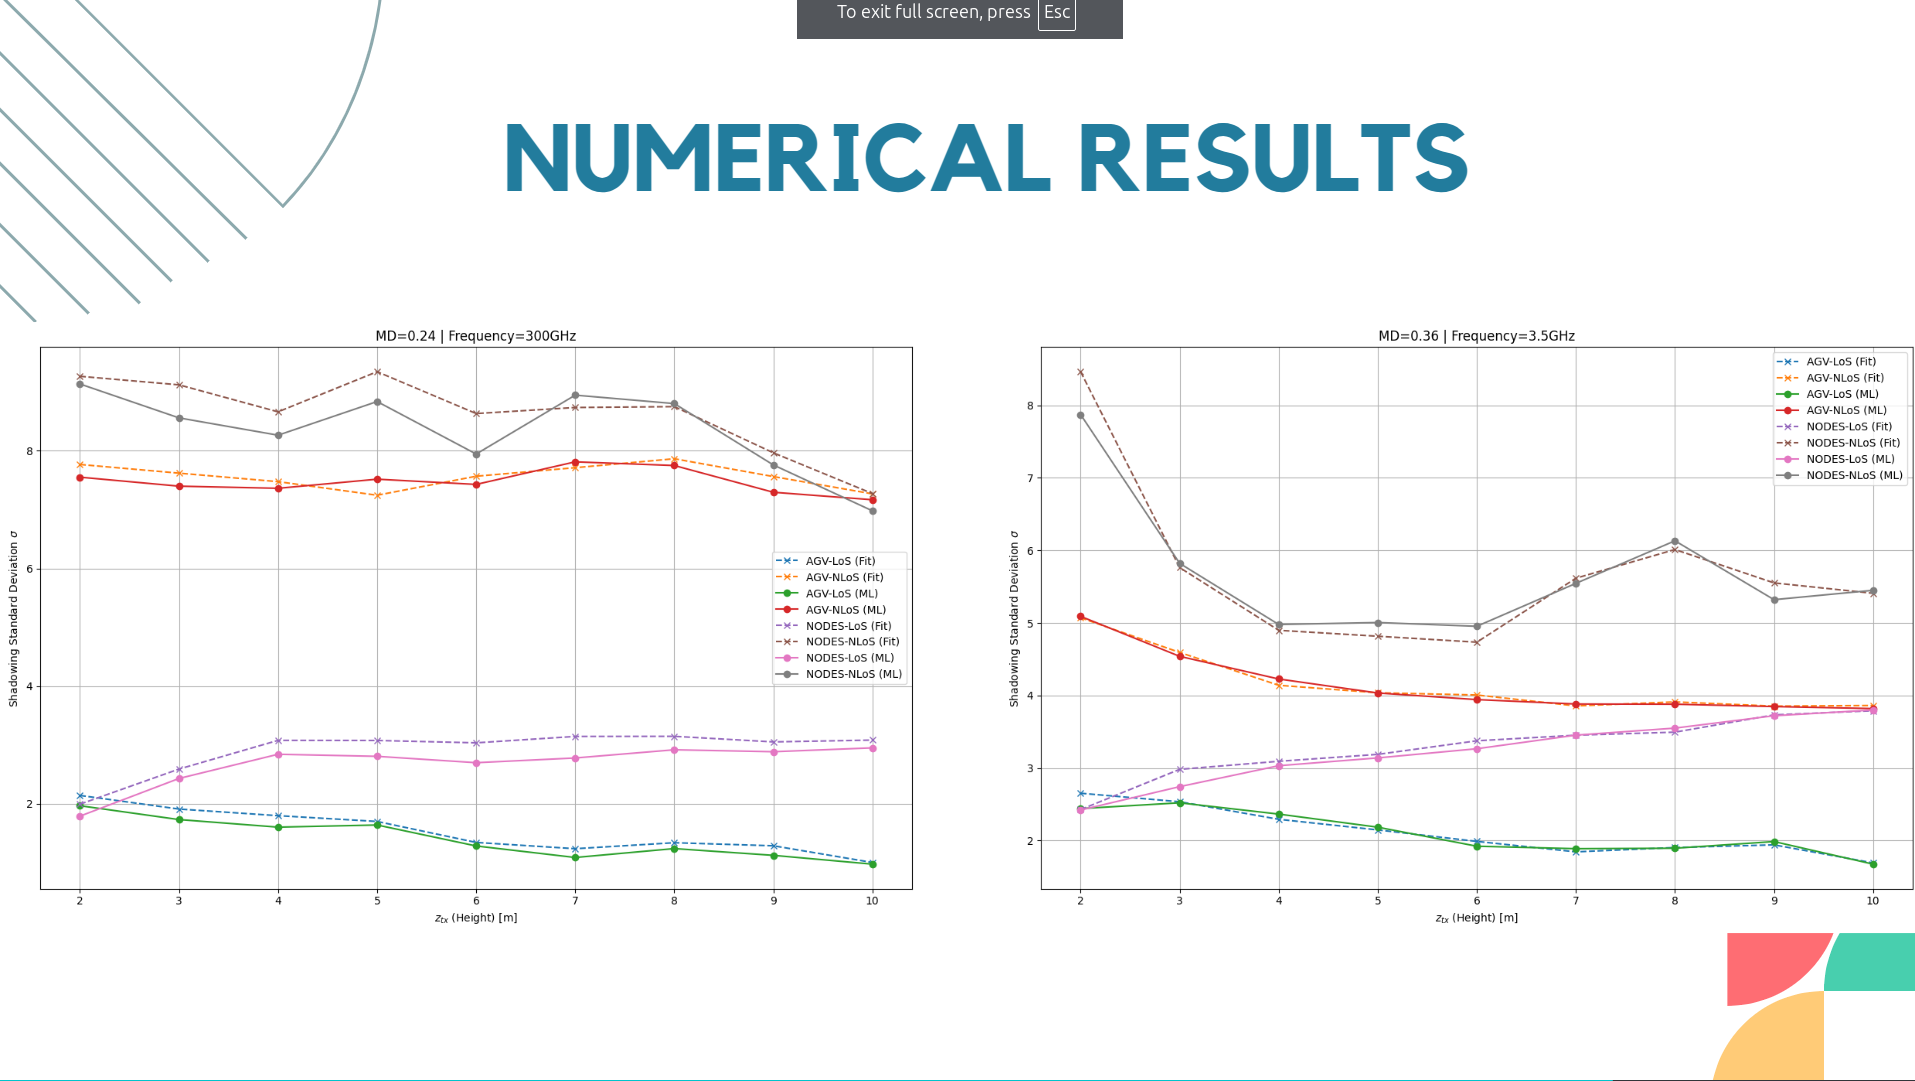 To exit full screen, press Esc
NUMERICAL RESULTS
MD=0.24 | Frequency=300GHz
Shadowing Standard Deviation σ
8
6
4
2
2 3 4 5 6 7 8 9 10
z_tx (Height) [m]
AGV-LoS (Fit)
AGV-NLoS (Fit)
AGV-LoS (ML)
AGV-NLoS (ML)
NODES-LoS (Fit)
NODES-NLoS (Fit)
NODES-LoS (ML)
NODES-NLoS (ML)
MD=0.36 | Frequency=3.5GHz
Shadowing Standard Deviation σ
8
7
6
5
4
3
2
2 3 4 5 6 7 8 9 10
z_tx (Height) [m]
AGV-LoS (Fit)
AGV-NLoS (Fit)
AGV-LoS (ML)
AGV-NLoS (ML)
NODES-LoS (Fit)
NODES-NLoS (Fit)
NODES-LoS (ML)
NODES-NLoS (ML)